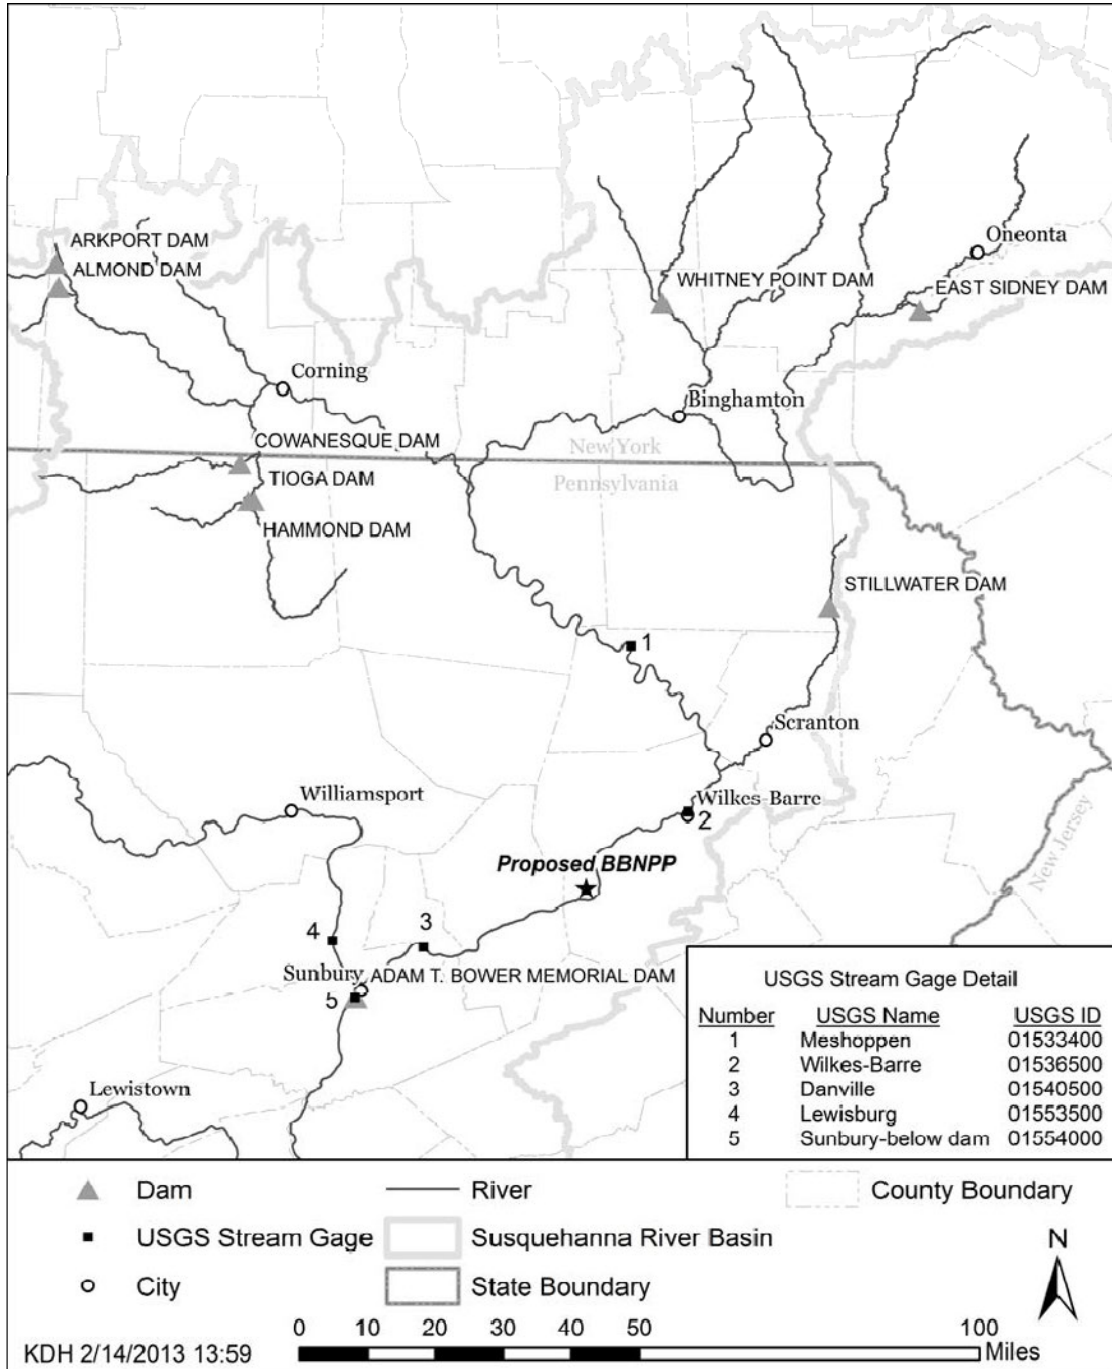 ARKPORT DAM
ALMOND DAM
Oneonta
WHITNEY POINT DAM
EAST SIDNEY DAM
Corning
Binghamton
COWANESQUE DAM
New York
TIOGA DAM
Pennsylvania
HAMMOND DAM
STILLWATER DAM
1
Scranton
Williamsport
Wilkes-Barre
2
Proposed BBNPP
New Jersey
3
4
Sunbury
ADAM T. BOWER MEMORIAL DAM
5
Lewistown
USGS Stream Gage Detail
Number USGS Name USGS ID
1 Meshoppen 01533400
2 Wilkes-Barre 01536500
3 Danville 01540500
4 Lewisburg 01553500
5 Sunbury-below dam 01554000
Dam River County Boundary
USGS Stream Gage Susquehanna River Basin N
City State Boundary
0 10 20 30 40 50 100
KDH 2/14/2013 13:59 Miles